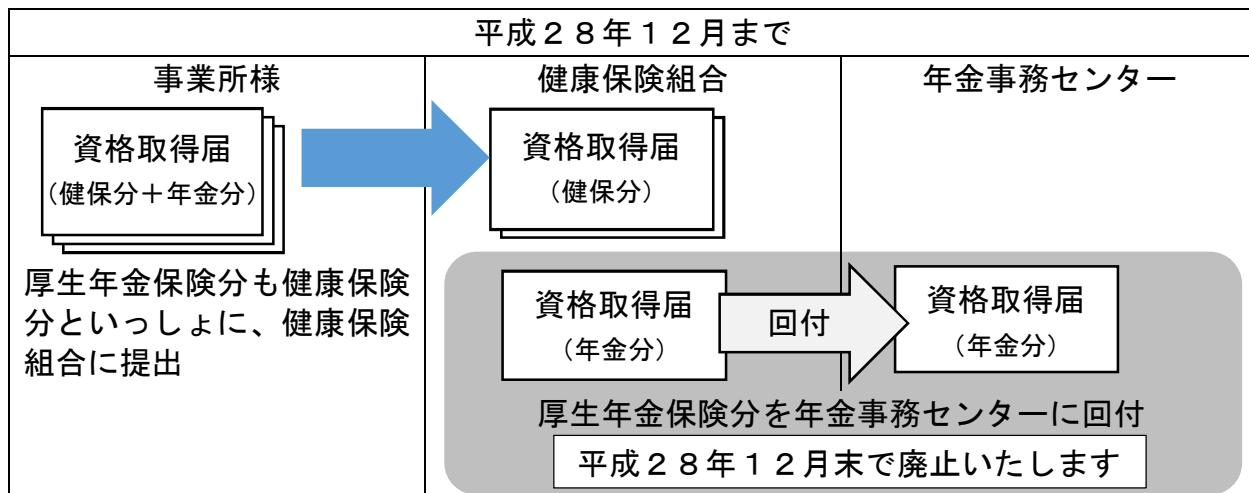 平成２８年１２月まで
事業所様
資格取得届
（健保分＋年金分）
厚生年金保険分も健康保険
分といっしょに、健康保険
組合に提出
健康保険組合
資格取得届
（健保分）
年金事務センター
資格取得届
（年金分）
回付
資格取得届
（年金分）
厚生年金保険分を年金事務センターに回付
平成２８年１２月末で廃止いたします